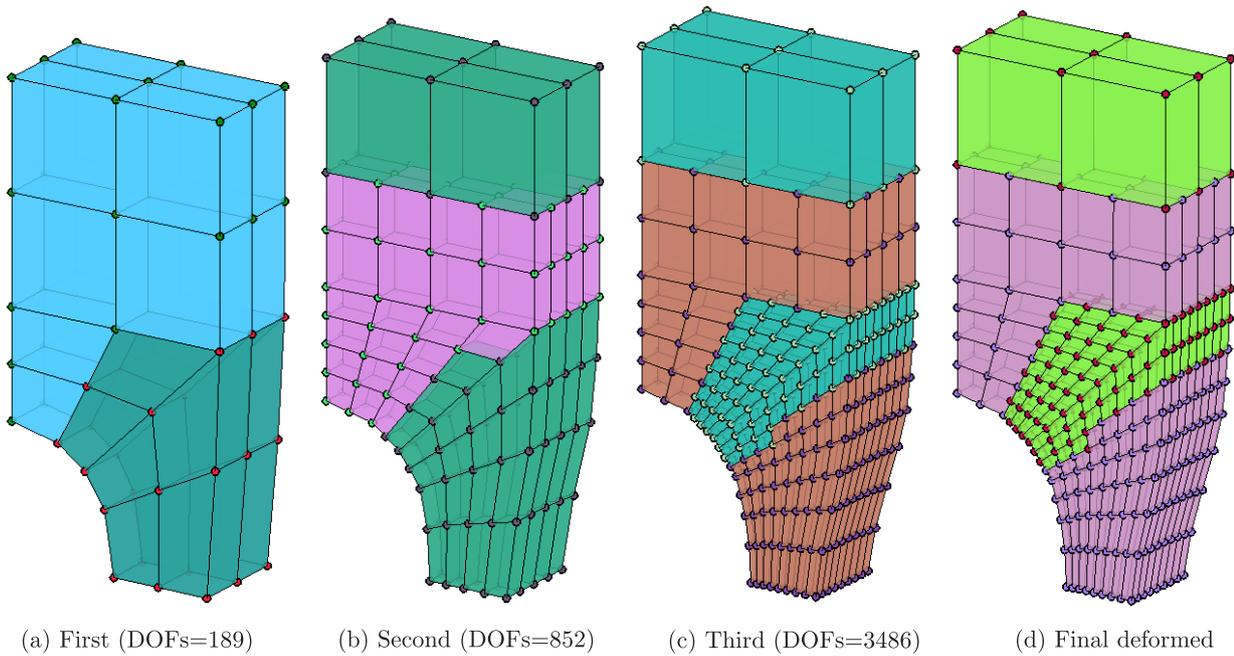 (a) First (DOFs=189)
(b) Second (DOFs=852)
(c) Third (DOFs=3486)
(d) Final deformed